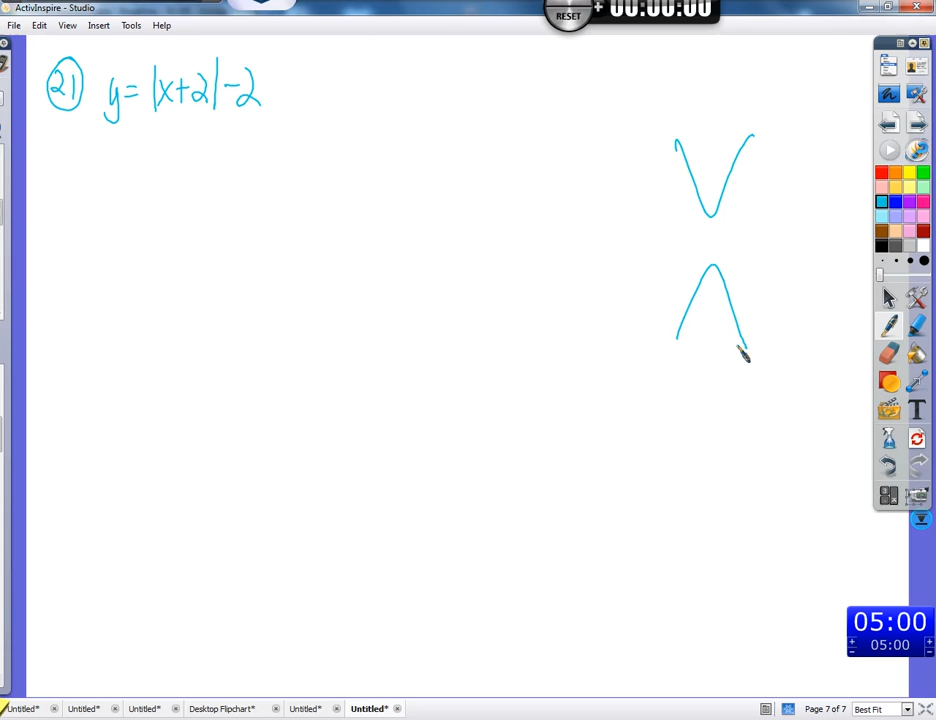 ActivInspire - Studio
File Edit View Insert Tools Help
RESET
00:00:00
21 y = |x+2| - 2
T
05:00
05:00
Untitled* Untitled* Untitled* Desktop Flipchart* Untitled* Untitled* Page 7 of 7 Best Fit